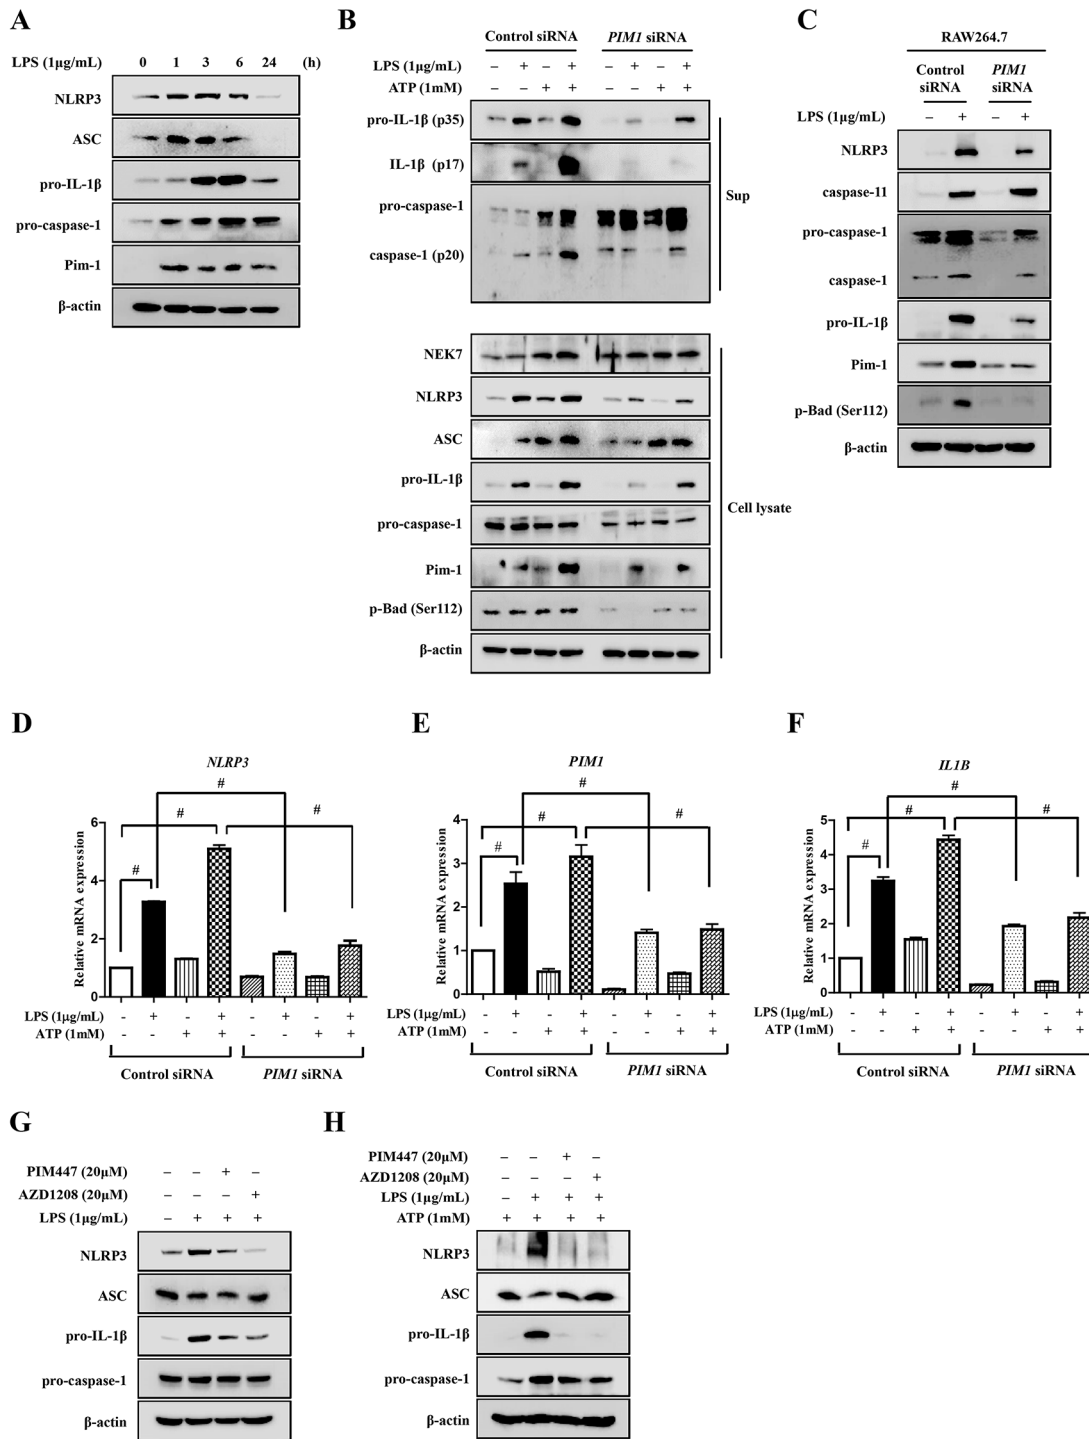 A
LPS (1μg/mL) 0 1 3 6 24 (h)
NLRP3
ASC
pro-IL-1β
pro-caspase-1
Pim-1
β-actin
B
Control siRNA PIM1 siRNA
LPS (1μg/mL) – + – + – + – +
ATP (1mM) – – + + – – + +
pro-IL-1β (p35)
IL-1β (p17)
pro-caspase-1
caspase-1 (p20)
Sup
NEK7
NLRP3
ASC
pro-IL-1β
pro-caspase-1
Pim-1
p-Bad (Ser112)
β-actin
Cell lysate
C
RAW264.7
Control siRNA
PIM1 siRNA
LPS (1μg/mL) – + – +
NLRP3
caspase-11
pro-caspase-1
caspase-1
pro-IL-1β
Pim-1
p-Bad (Ser112)
β-actin
D
NLRP3
# # # #
Relative mRNA expression
6
4
2
0
LPS (1μg/mL) - + - + - + - +
ATP (1mM) - - + + - - + +
Control siRNA PIM1 siRNA
E
PIM1
# # # #
Relative mRNA expression
4
3
2
1
0
LPS (1μg/mL) - + - + - + - +
ATP (1mM) - - + + - - + +
Control siRNA PIM1 siRNA
F
IL1B
# # # #
Relative mRNA expression
5
4
3
2
1
0
LPS (1μg/mL) - + - + - + - +
ATP (1mM) - - + + - - + +
Control siRNA PIM1 siRNA
G
PIM447 (20μM) – – + –
AZD1208 (20μM) – – – +
LPS (1μg/mL) – + + +
NLRP3
ASC
pro-IL-1β
pro-caspase-1
β-actin
H
PIM447 (20μM) – – + –
AZD1208 (20μM) – – – +
LPS (1μg/mL) – + + +
ATP (1mM) + + + +
NLRP3
ASC
pro-IL-1β
pro-caspase-1
β-actin